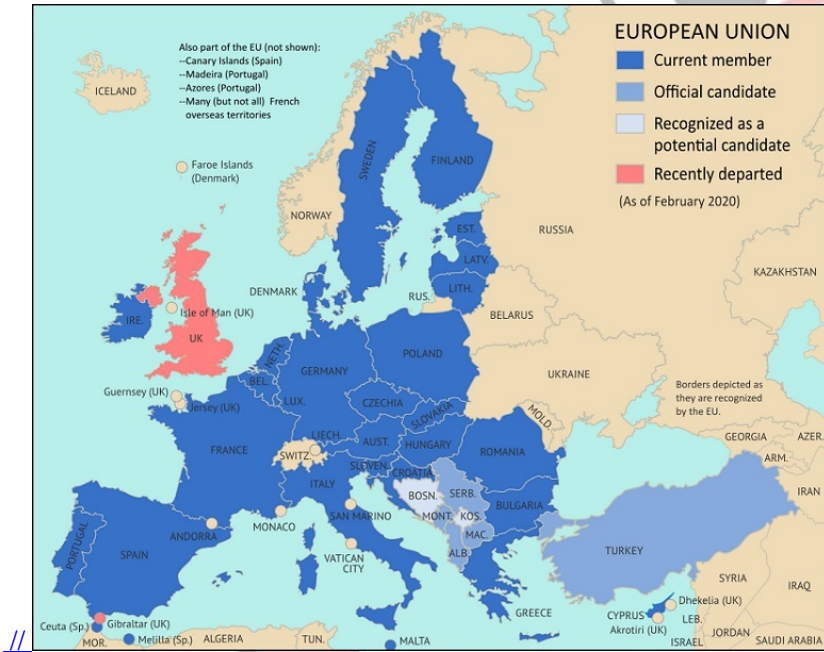 EUROPEAN UNION
Current member
Official candidate
Recognized as a
potential candidate
Recently departed
(As of February 2020)
Also part of the EU (not shown):
--Canary Islands (Spain)
--Madeira (Portugal)
--Azores (Portugal)
--Many (but not all) French
overseas territories
ICELAND
Faroe Islands
(Denmark)
SWEDEN
FINLAND
NORWAY
RUSSIA
EST.
LATV.
LITH.
KAZAKHSTAN
DENMARK
RUS.
BELARUS
Isle of Man (UK)
IRE.
UK
NETH.
POLAND
GERMANY
UKRAINE
BEL.
Guernsey (UK)
Jersey (UK)
LUX.
CZECHIA
SLOVAKIA
MOLD.
Borders depicted as
they are recognized
by the EU.
LIECH.
AUST.
HUNGARY
FRANCE
SWITZ.
ROMANIA
GEORGIA
AZER.
ARM.
SLOVEN.
CROATIA
ITALY
BOSN.
SERB.
IRAN
BULGARIA
MONT.
KOS.
SAN MARINO
MONACO
ANDORRA
MAC.
PORTUGAL
SPAIN
VATICAN
CITY
ALB.
TURKEY
SYRIA
IRAQ
GREECE
CYPRUS
Dhekelia (UK)
Akrotiri (UK)
LEB.
Ceuta (Sp.)
Gibraltar (UK)
MOR.
Melilla (Sp.)
ALGERIA
TUN.
MALTA
ISRAEL
JORDAN
SAUDI ARABIA
//